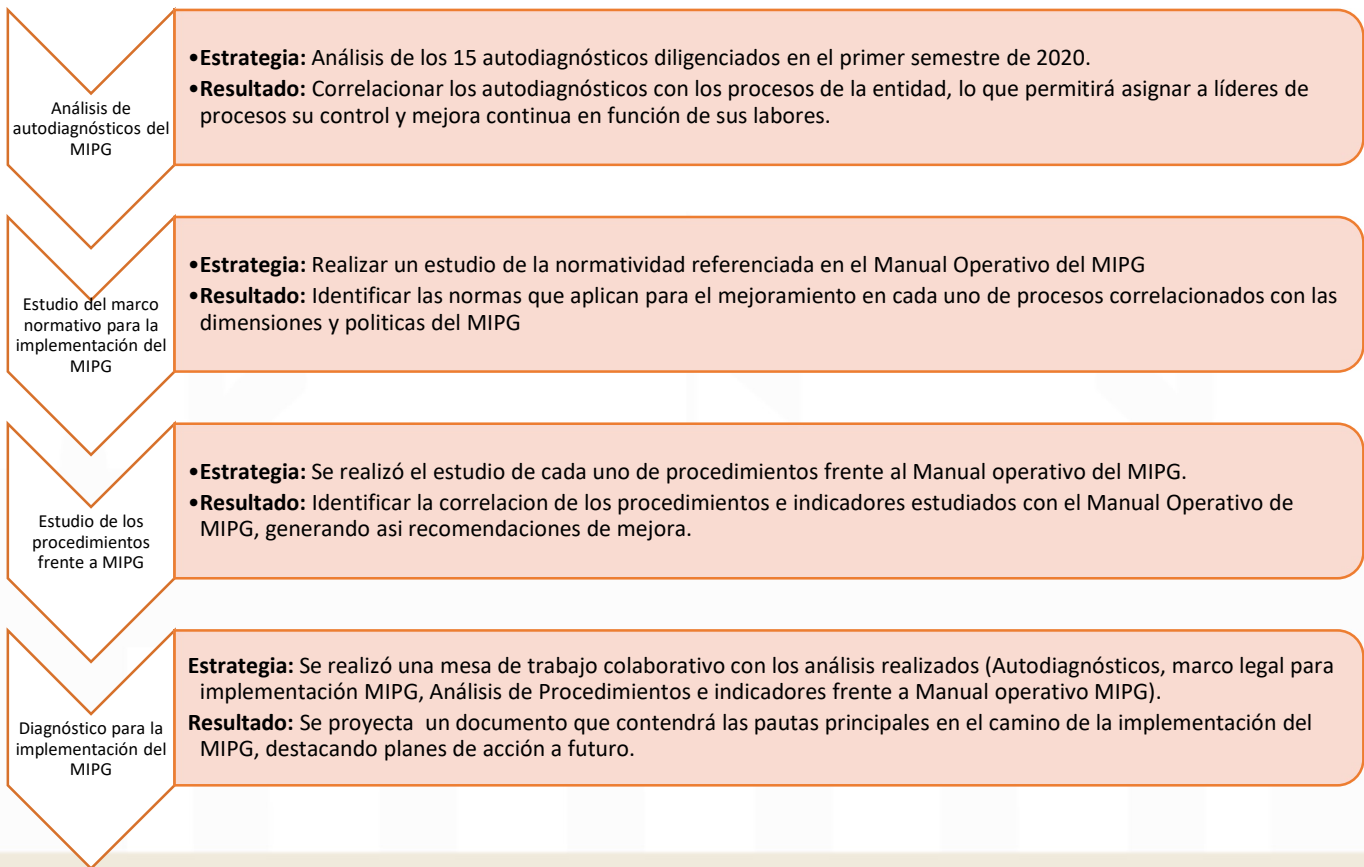 Análisis de
autodiagnósticos del
MIPG
•Estrategia: Análisis de los 15 autodiagnósticos diligenciados en el primer semestre de 2020.
•Resultado: Correlacionar los autodiagnósticos con los procesos de la entidad, lo que permitirá asignar a líderes de
procesos su control y mejora continua en función de sus labores.
Estudio del marco
normativo para la
implementación del
MIPG
•Estrategia: Realizar un estudio de la normatividad referenciada en el Manual Operativo del MIPG
•Resultado: Identificar las normas que aplican para el mejoramiento en cada uno de procesos correlacionados con las
dimensiones y politicas del MIPG
Estudio de los
procedimientos
frente a MIPG
•Estrategia: Se realizó el estudio de cada uno de procedimientos frente al Manual operativo del MIPG.
•Resultado: Identificar la correlacion de los procedimientos e indicadores estudiados con el Manual Operativo de
MIPG, generando asi recomendaciones de mejora.
Diagnóstico para la
implementación del
MIPG
Estrategia: Se realizó una mesa de trabajo colaborativo con los análisis realizados (Autodiagnósticos, marco legal para
implementación MIPG, Análisis de Procedimientos e indicadores frente a Manual operativo MIPG).
Resultado: Se proyecta un documento que contendrá las pautas principales en el camino de la implementación del
MIPG, destacando planes de acción a futuro.